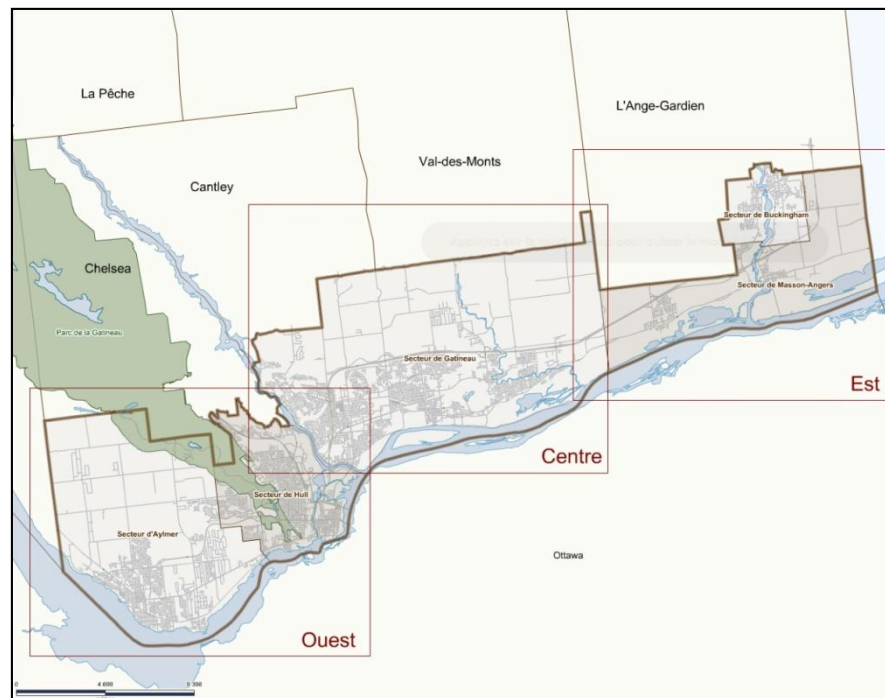 La Pêche
L'Ange-Gardien
Val-des-Monts
Cantley
Secteur de Buckingham
Chelsea
Secteur de Masson-Angers
Parc de la Gatineau
Secteur de Gatineau
Est
Centre
Secteur de Hull
Secteur d'Aylmer
Ottawa
Ouest
0